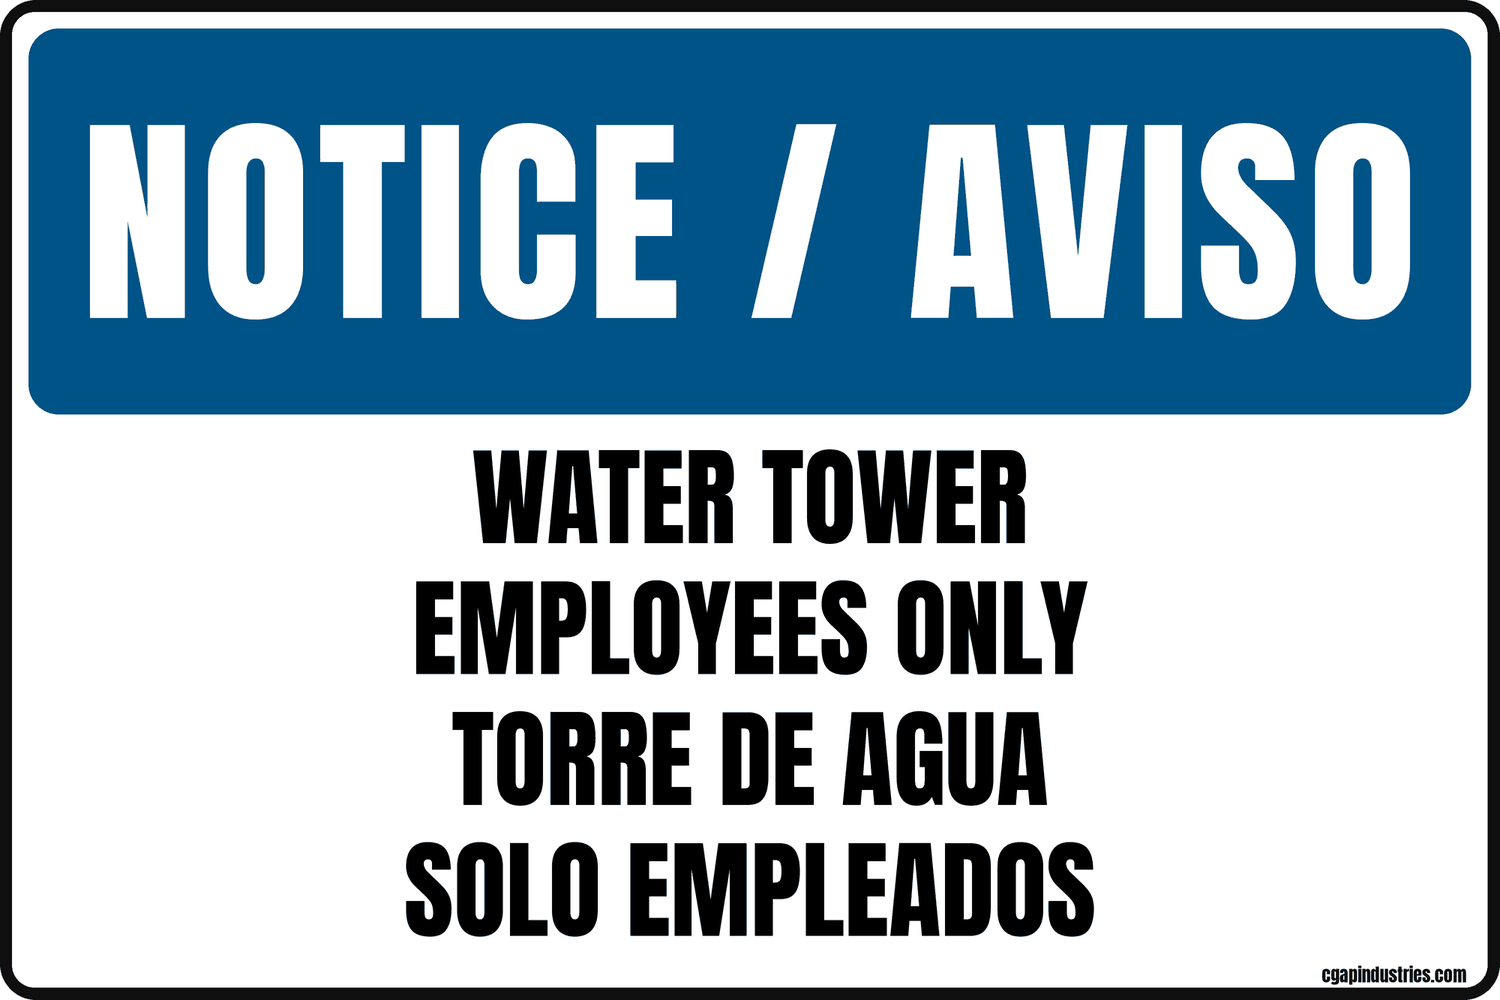 NOTICE / AVISO
WATER TOWER
EMPLOYEES ONLY
TORRE DE AGUA
SOLO EMPLEADOS
cgapindustries.com